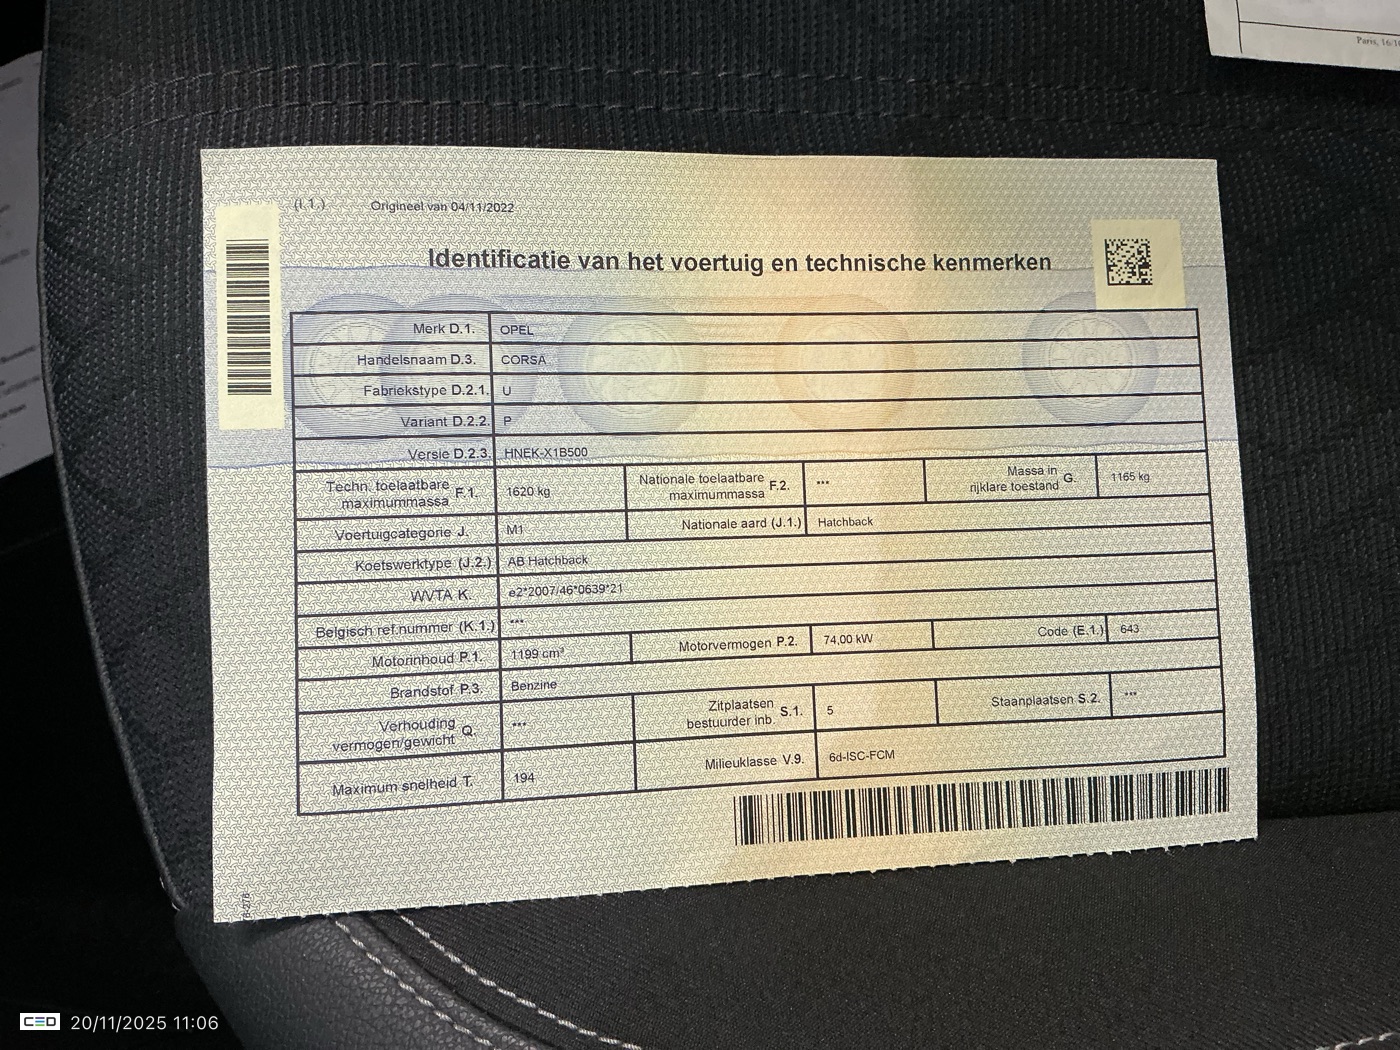 Paris, 16/1
(I.1.) Origineel van 04/11/2022
Identificatie van het voertuig en technische kenmerken
Merk D.1. OPEL
Handelsnaam D.3. CORSA
Fabriekstype D.2.1. U
Variant D.2.2. P
Versie D.2.3. HNEK-X1B500
Techn. toelaatbare maximummassa F.1. 1620 kg Nationale toelaatbare maximummassa F.2. *** Massa in rijklare toestand G. 1165 kg
Voertuigcategorie J. M1 Nationale aard (J.1.) Hatchback
Koetswerktype (J.2.) AB Hatchback
WVTA K. e2*2007/46*0639*21
Belgisch ref.nummer (K.1.) ***
Motorinhoud P.1. 1199 cm³ Motorvermogen P.2. 74,00 kW Code (E.1.) 643
Brandstof P.3. Benzine
Verhouding vermogen/gewicht Q. *** Zitplaatsen bestuurder inb. S.1. 5 Staanplaatsen S.2. ***
Maximum snelheid T. 194 Milieuklasse V.9. 6d-ISC-FCM
CED 20/11/2025 11:06